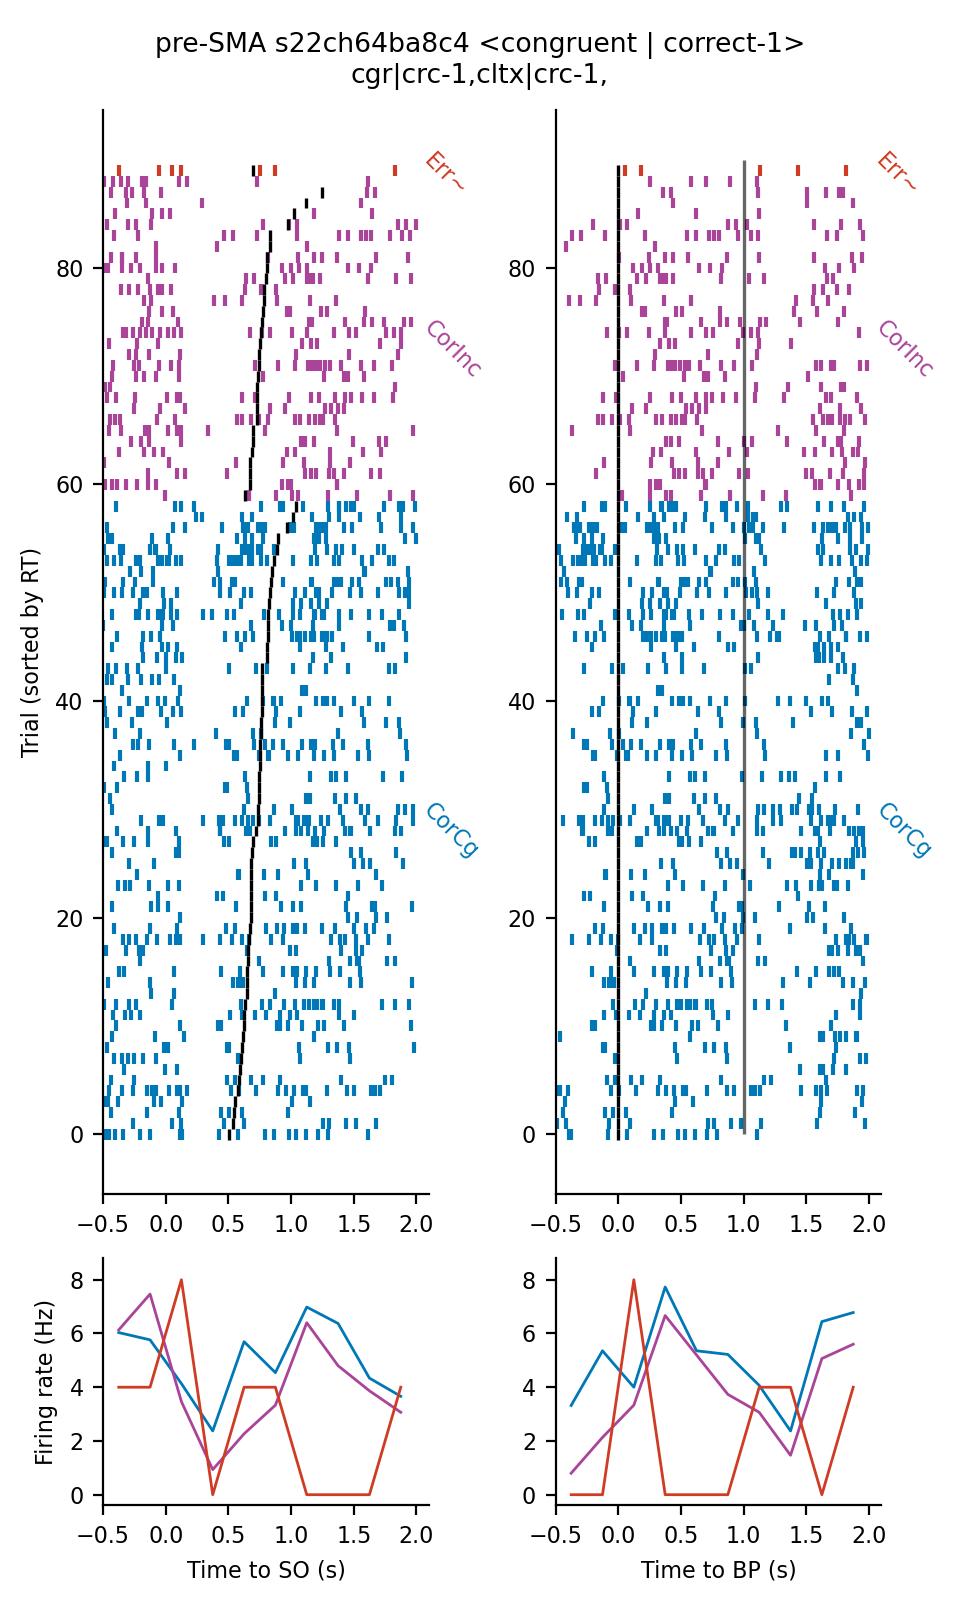 pre-SMA s22ch64ba8c4 <congruent | correct-1>
cgr|crc-1,cltx|crc-1,
Trial (sorted by RT)
80
60
40
20
0
Err~
CorInc
CorCg
−0.5 0.0 0.5 1.0 1.5 2.0
80
60
40
20
0
Err~
CorInc
CorCg
−0.5 0.0 0.5 1.0 1.5 2.0
Firing rate (Hz)
8
6
4
2
0
−0.5 0.0 0.5 1.0 1.5 2.0
Time to SO (s)
8
6
4
2
0
−0.5 0.0 0.5 1.0 1.5 2.0
Time to BP (s)